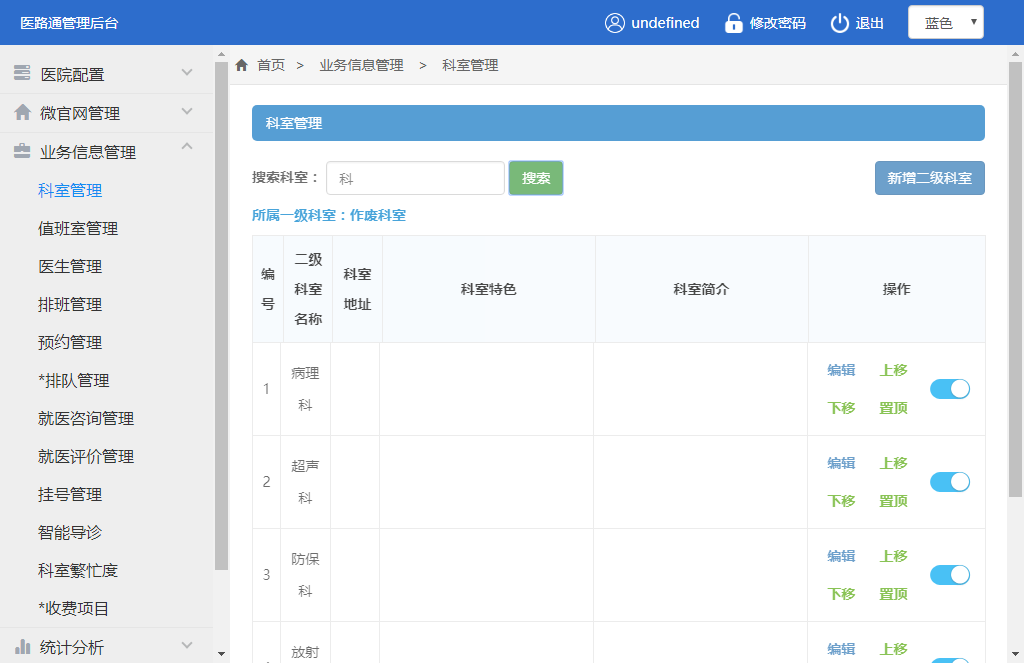 医路通管理后台
undefined 修改密码 退出 蓝色
医院配置
微官网管理
业务信息管理
科室管理
值班室管理
医生管理
排班管理
预约管理
*排队管理
就医咨询管理
就医评价管理
挂号管理
智能导诊
科室繁忙度
*收费项目
统计分析
首页 > 业务信息管理 > 科室管理
科室管理
搜索科室： 科 搜索 新增二级科室
所属一级科室：作废科室
编号 二级科室名称 科室地址 科室特色 科室简介 操作
1 病理科 编辑 上移 下移 置顶
2 超声科 编辑 上移 下移 置顶
3 防保科 编辑 上移 下移 置顶
放射 编辑 上移